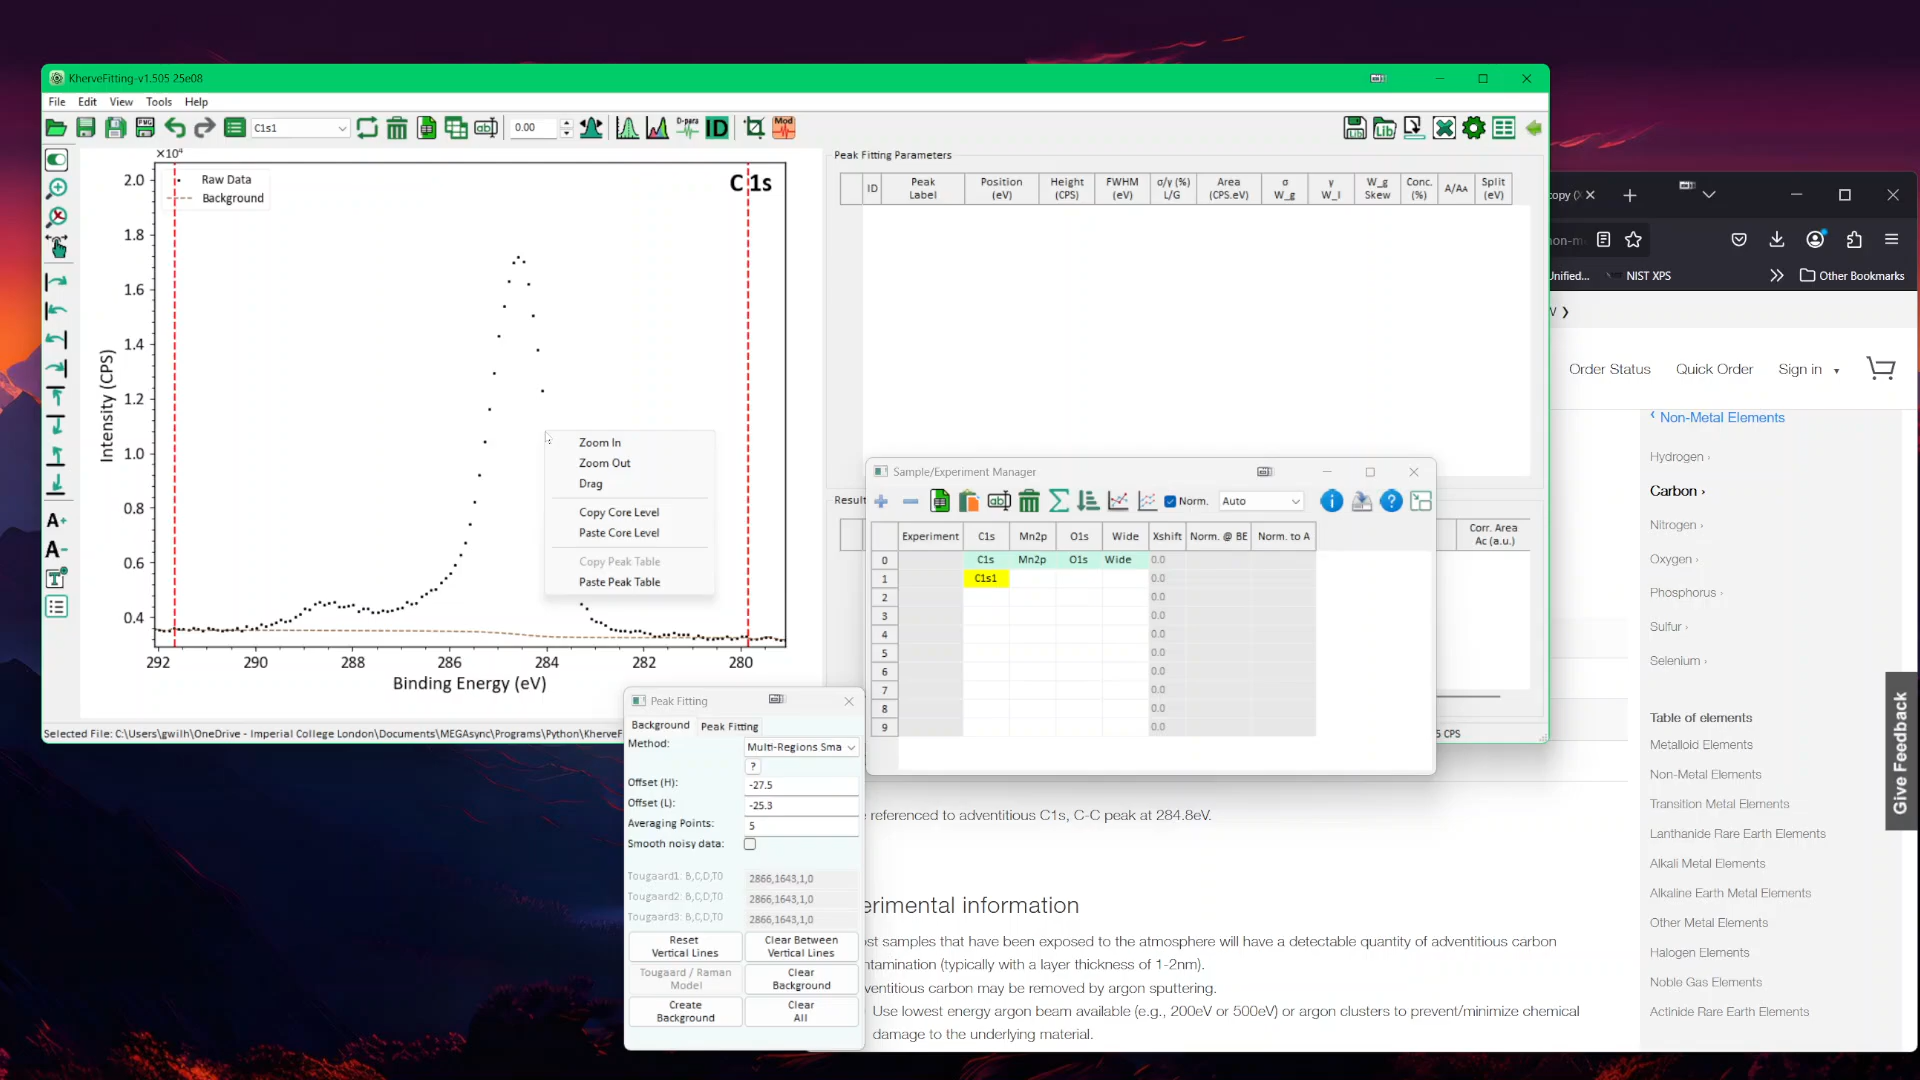 KherveFitting-v1.505 25e08
File Edit View Tools Help
C1s1
0.00
D-para
ID
Mod
Lib
×10⁴
Raw Data
Background
C 1s
2.0
1.8
1.6
1.4
1.2
1.0
0.8
0.6
0.4
Intensity (CPS)
292 290 288 286 284 282 280
Binding Energy (eV)
A+
A-
Zoom In
Zoom Out
Drag
Copy Core Level
Paste Core Level
Copy Peak Table
Paste Peak Table
Selected File: C:\Users\gwilh\OneDrive - Imperial College London\Documents\MEGAsync\Programs\Python\KherveF
5 CPS
Peak Fitting Parameters
ID
Peak Label
Position (eV)
Height (CPS)
FWHM (eV)
σ/γ (%) L/G
Area (CPS.eV)
σ W_g
γ W_l
W_g Skew
Conc. (%)
A/Aᴀ
Split (eV)
Result
Corr. Area Ac (a.u.)
Sample/Experiment Manager
Norm.
Auto
Experiment C1s Mn2p O1s Wide Xshift Norm. @ BE Norm. to A
0 C1s Mn2p O1s Wide 0.0
1 C1s1 0.0
2 0.0
3 0.0
4 0.0
5 0.0
6 0.0
7 0.0
8 0.0
9 0.0
Peak Fitting
Background Peak Fitting
Method: Multi-Regions Sma
?
Offset (H): -27.5
Offset (L): -25.3
Averaging Points: 5
Smooth noisy data:
Tougaard1: B,C,D,T0 2866,1643,1,0
Tougaard2: B,C,D,T0 2866,1643,1,0
Tougaard3: B,C,D,T0 2866,1643,1,0
Reset Vertical Lines
Clear Between Vertical Lines
Tougaard / Raman Model
Clear Background
Create Background
Clear All
copy (
non-m
Unified...
NIST XPS
Other Bookmarks
Order Status
Quick Order
Sign in
Non-Metal Elements
Hydrogen ›
Carbon ›
Nitrogen ›
Oxygen ›
Phosphorus ›
Sulfur ›
Selenium ›
Table of elements
Metalloid Elements
Non-Metal Elements
Transition Metal Elements
Lanthanide Rare Earth Elements
Alkali Metal Elements
Alkaline Earth Metal Elements
Other Metal Elements
Halogen Elements
Noble Gas Elements
Actinide Rare Earth Elements
Give Feedback
referenced to adventitious C1s, C-C peak at 284.8eV.
erimental information
st samples that have been exposed to the atmosphere will have a detectable quantity of adventitious carbon
ntamination (typically with a layer thickness of 1-2nm).
ventitious carbon may be removed by argon sputtering.
Use lowest energy argon beam available (e.g., 200eV or 500eV) or argon clusters to prevent/minimize chemical
damage to the underlying material.